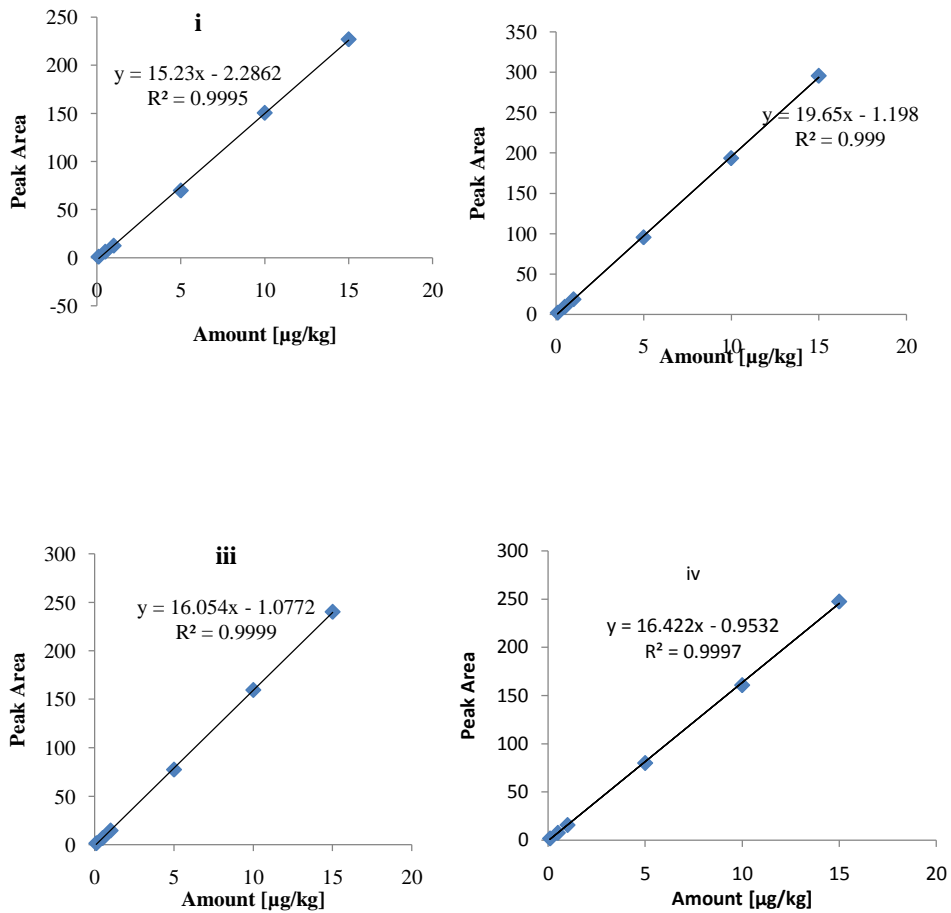 i
y = 15.23x - 2.2862
R² = 0.9995
Peak Area
250
200
150
100
50
0
-50
0
5
10
15
20
Amount [µg/kg]
y = 19.65x - 1.198
R² = 0.999
Peak Area
350
300
250
200
150
100
50
0
0
5
10
15
20
Amount [µg/kg]
iii
y = 16.054x - 1.0772
R² = 0.9999
Peak Area
300
250
200
150
100
50
0
0
5
10
15
20
Amount [µg/kg]
iv
y = 16.422x - 0.9532
R² = 0.9997
Peak Area
300
250
200
150
100
50
0
0
5
10
15
20
Amount [µg/kg]